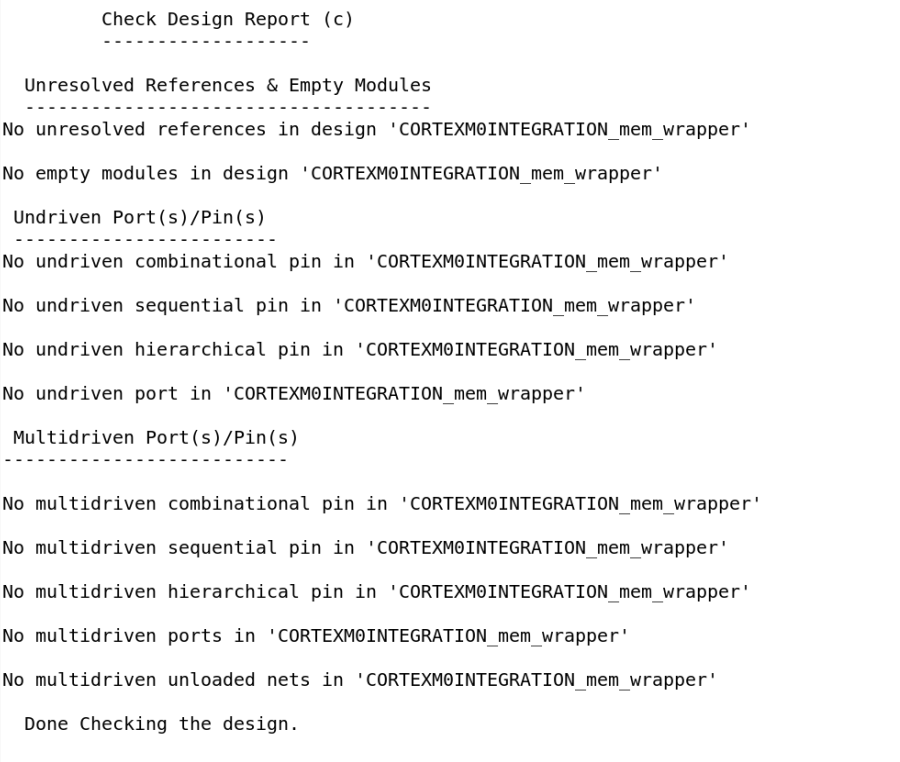 Check Design Report (c)
-------------------
Unresolved References & Empty Modules
-------------------------------------
No unresolved references in design 'CORTEXM0INTEGRATION_mem_wrapper'
No empty modules in design 'CORTEXM0INTEGRATION_mem_wrapper'
Undriven Port(s)/Pin(s)
------------------------
No undriven combinational pin in 'CORTEXM0INTEGRATION_mem_wrapper'
No undriven sequential pin in 'CORTEXM0INTEGRATION_mem_wrapper'
No undriven hierarchical pin in 'CORTEXM0INTEGRATION_mem_wrapper'
No undriven port in 'CORTEXM0INTEGRATION_mem_wrapper'
Multidriven Port(s)/Pin(s)
--------------------------
No multidriven combinational pin in 'CORTEXM0INTEGRATION_mem_wrapper'
No multidriven sequential pin in 'CORTEXM0INTEGRATION_mem_wrapper'
No multidriven hierarchical pin in 'CORTEXM0INTEGRATION_mem_wrapper'
No multidriven ports in 'CORTEXM0INTEGRATION_mem_wrapper'
No multidriven unloaded nets in 'CORTEXM0INTEGRATION_mem_wrapper'
Done Checking the design.